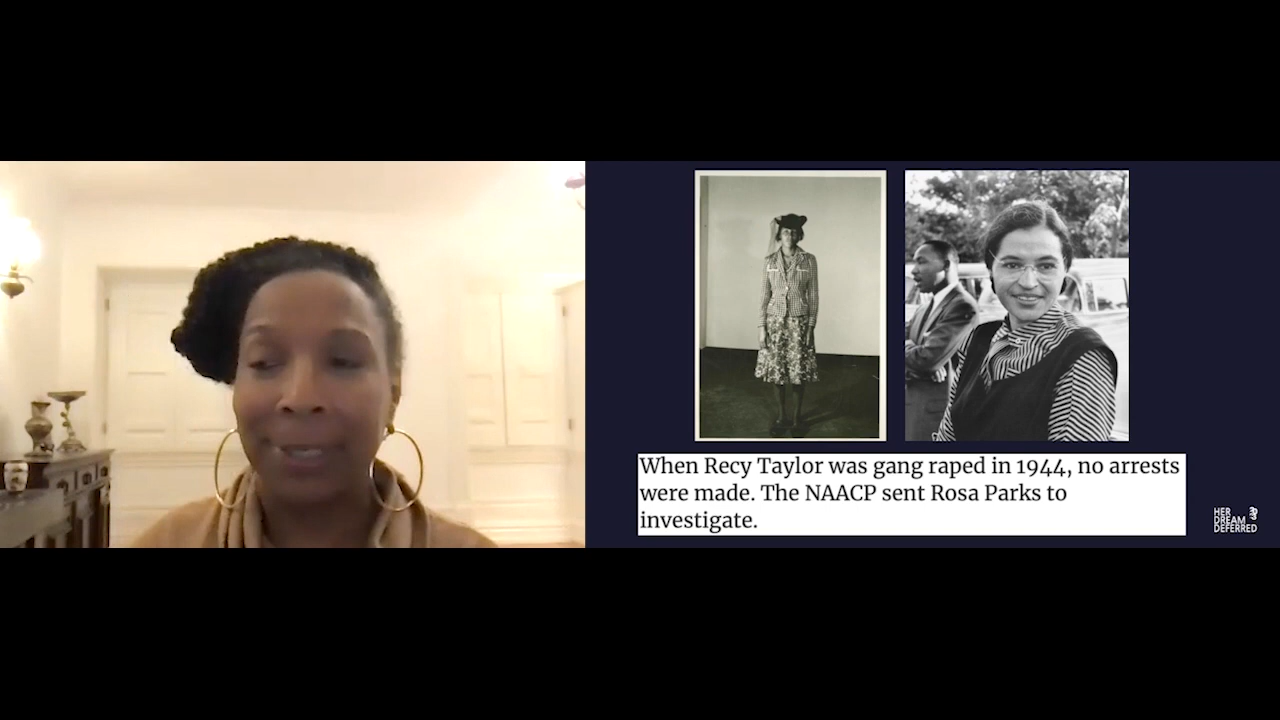 When Recy Taylor was gang raped in 1944, no arrests
were made. The NAACP sent Rosa Parks to
investigate.
HER
DREAM
DEFERRED